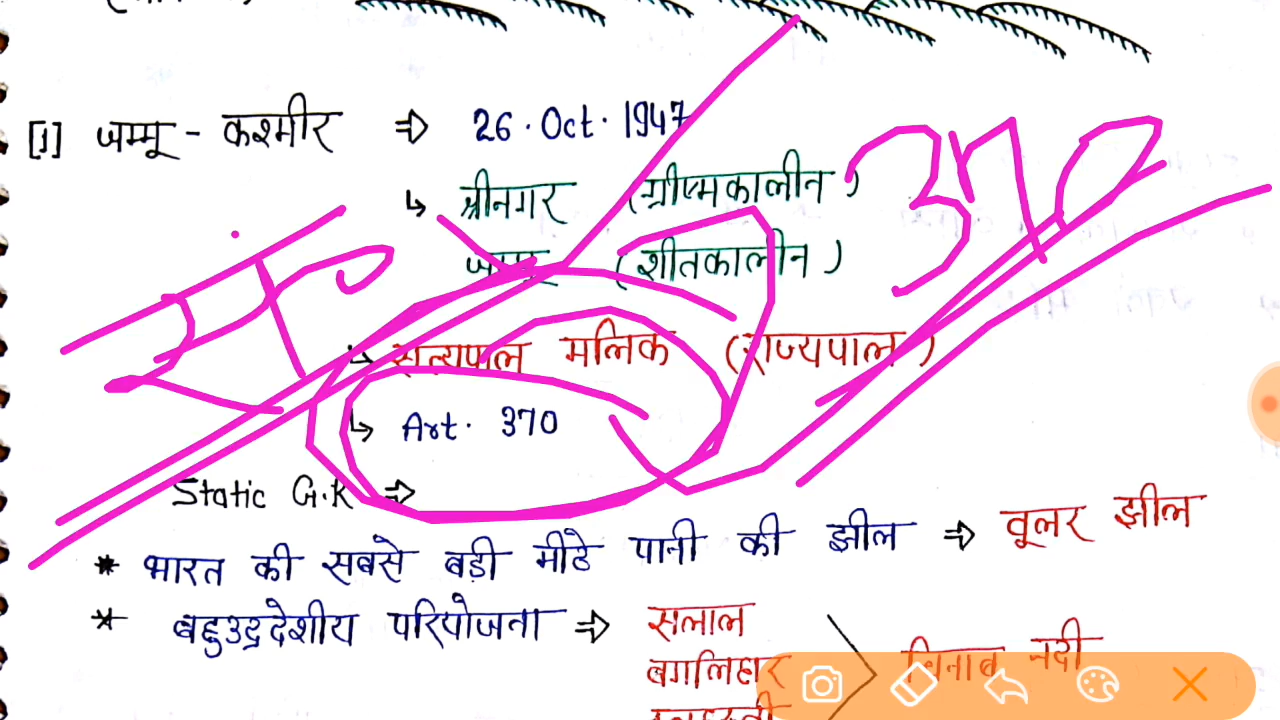 [1] जम्मू - कश्मीर ⇒ 26 · Oct · 1947
↳ श्रीनगर (ग्रीष्मकालीन)
जम्मू (शीतकालीन)
370
↳ सत्यपाल मलिक (राज्यपाल)
↳ Art · 370
Static G.K ⇒
* भारत की सबसे बड़ी मीठे पानी की झील ⇒ वूलर झील
* बहुउद्देशीय परियोजना ⇒ सलाल
बगलिहार
चिनाब नदी